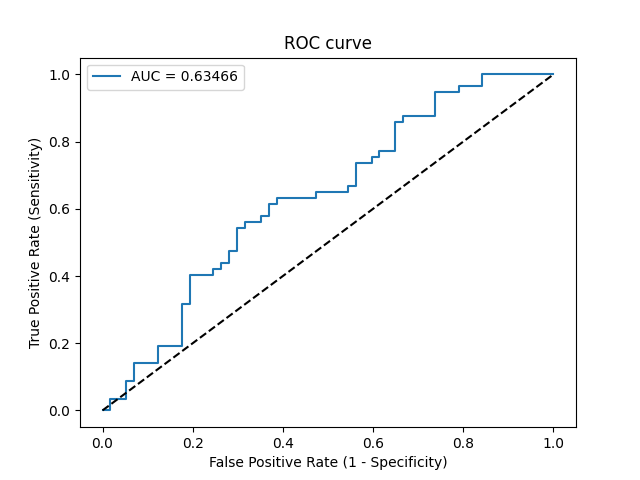 ROC curve
AUC = 0.63466
True Positive Rate (Sensitivity)
1.0
0.8
0.6
0.4
0.2
0.0
0.0 0.2 0.4 0.6 0.8 1.0
False Positive Rate (1 - Specificity)